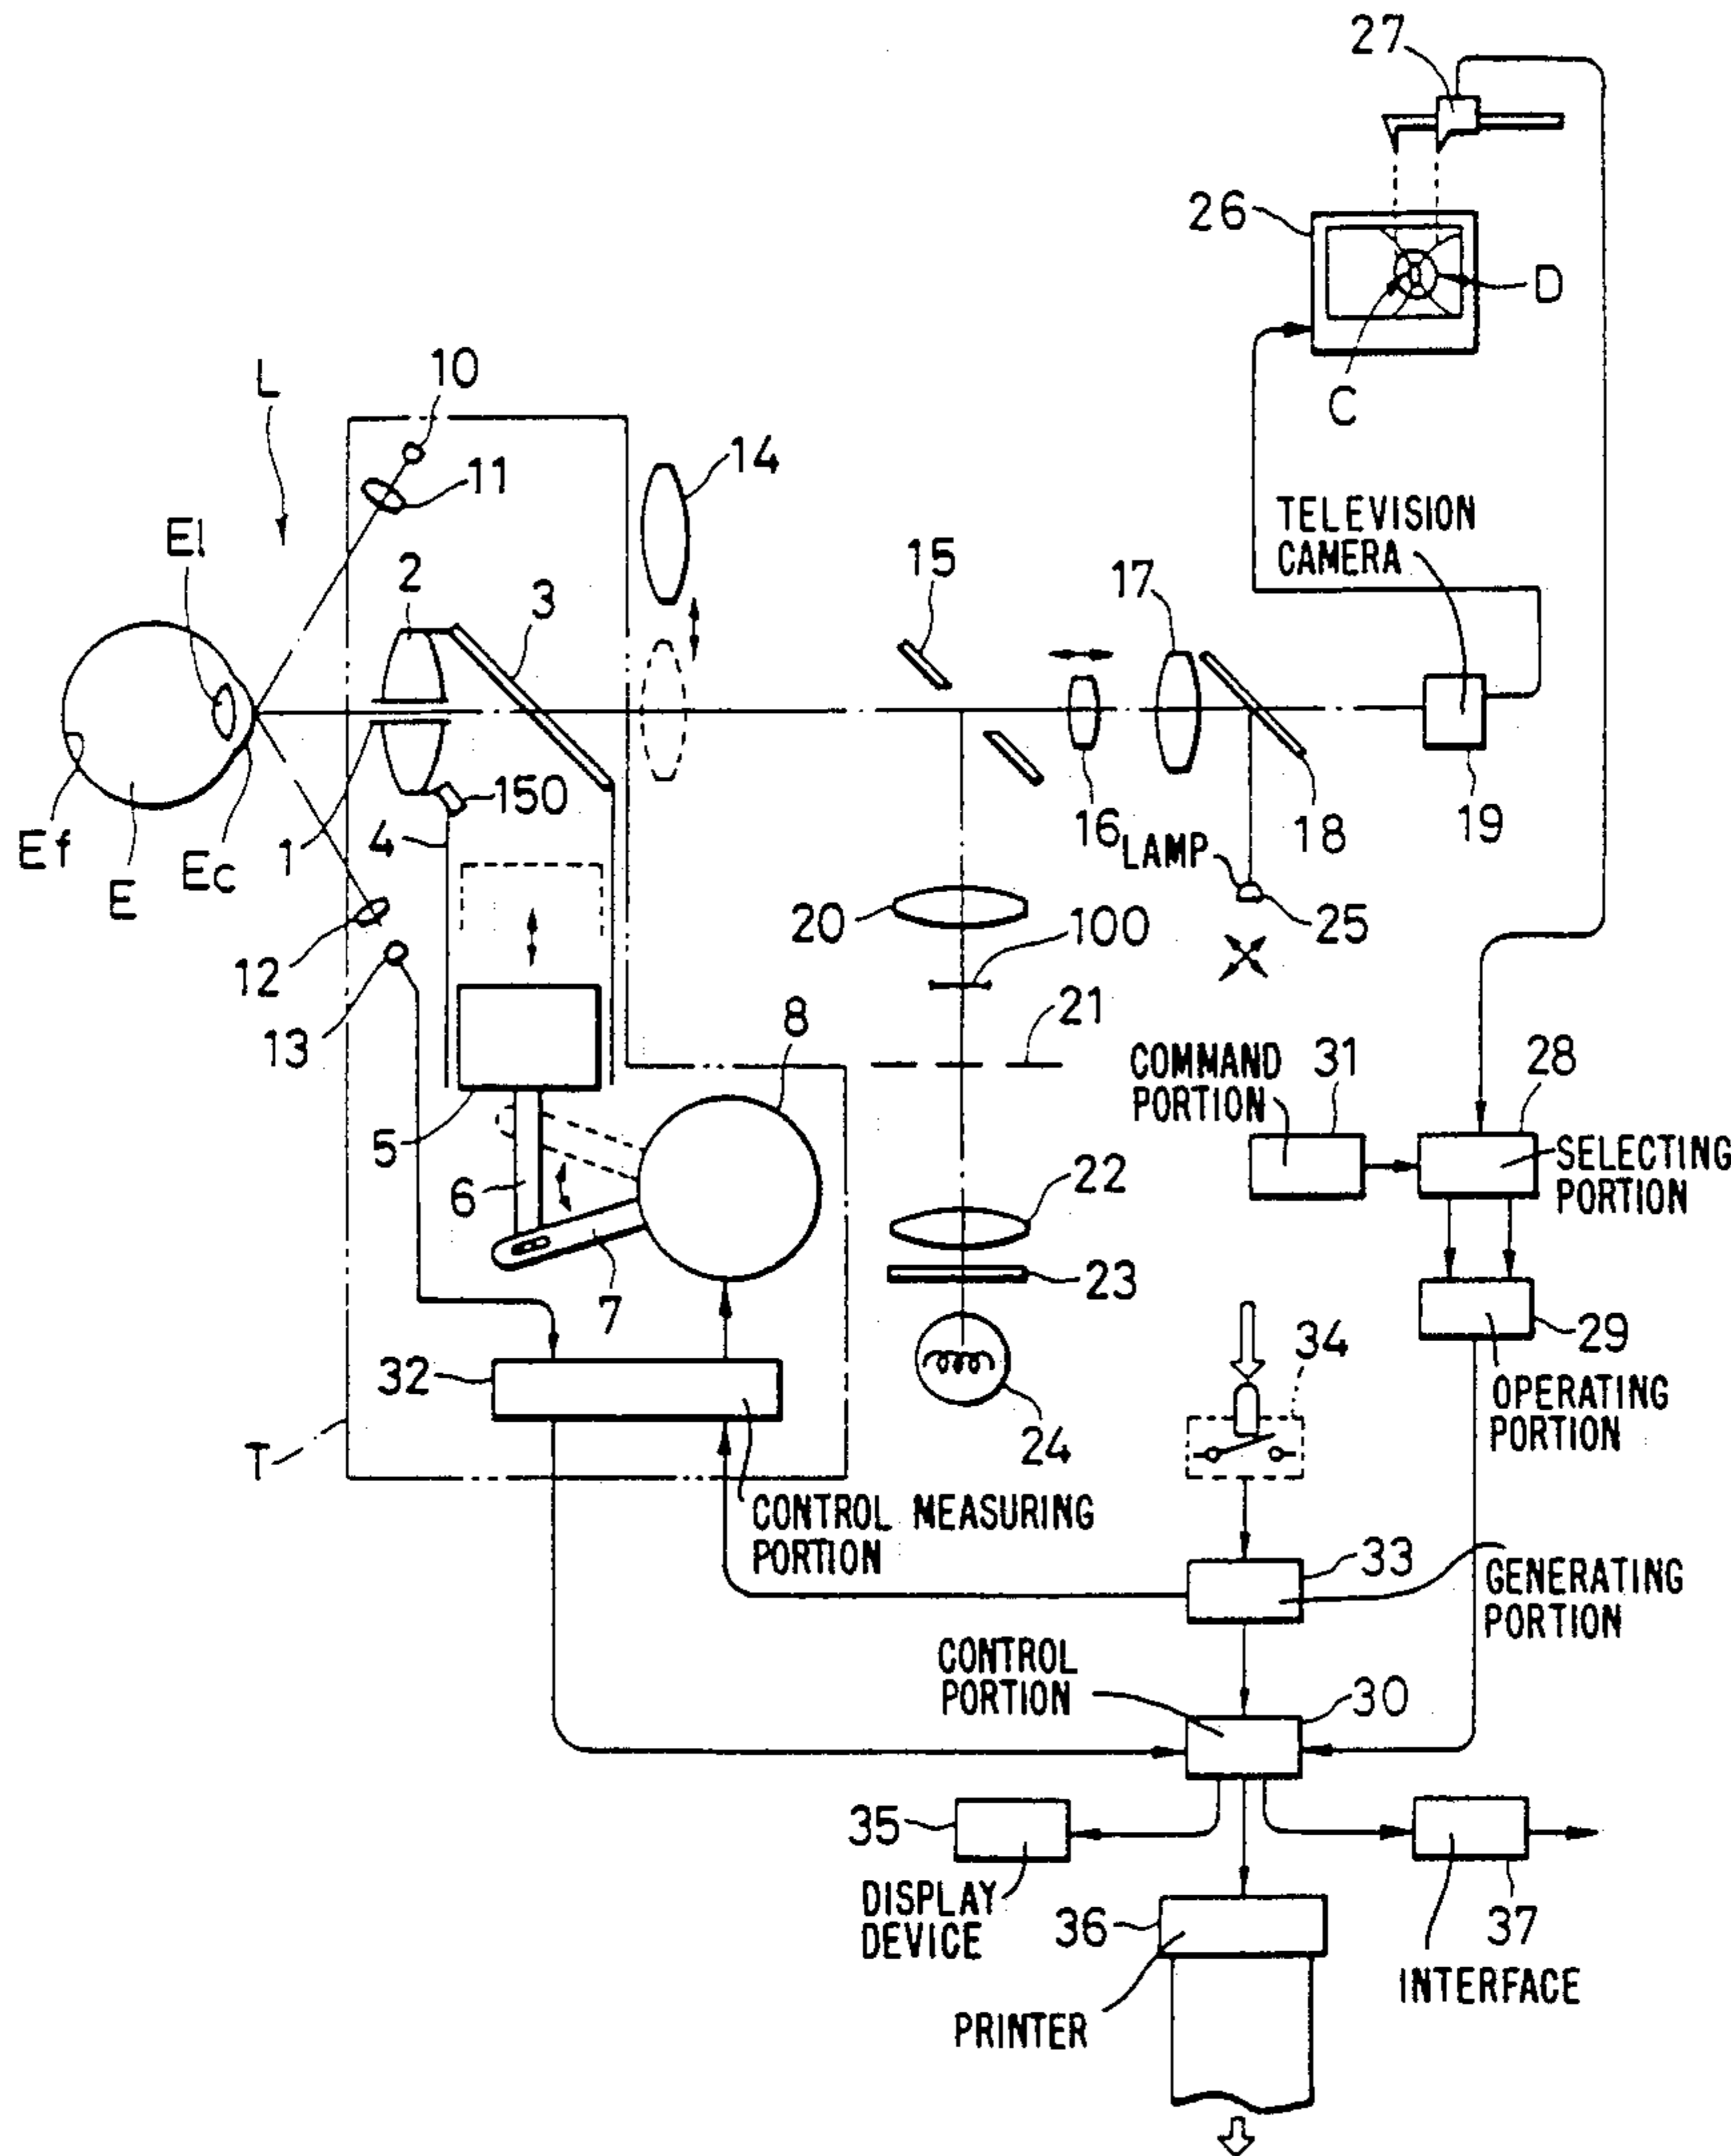 27
26
D
C
L
10
11
14
El
2
3
15
17
TELEVISION
CAMERA
Ef
E
Ec
1
4
150
16
LAMP
18
19
25
20
100
12
13
21
8
COMMAND
PORTION
31
28
SELECTING
PORTION
5
6
7
22
23
29
OPERATING
PORTION
32
34
24
T
CONTROL MEASURING
PORTION
33
GENERATING
PORTION
CONTROL
PORTION
30
35
DISPLAY
DEVICE
36
37
INTERFACE
PRINTER